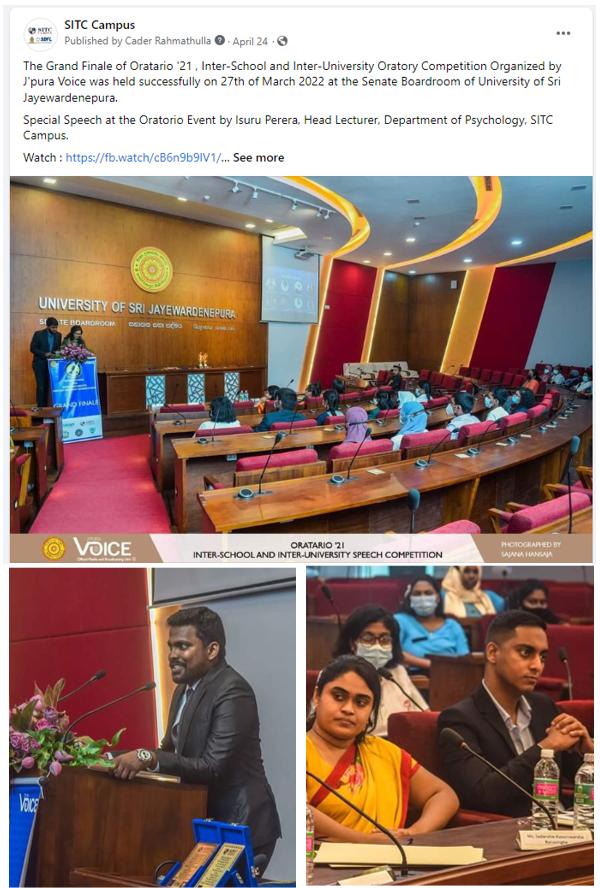 SITC Campus
Published by Cader Rahmathulla · April 24 ·
The Grand Finale of Oratario '21 , Inter-School and Inter-University Oratory Competition Organized by
J'pura Voice was held successfully on 27th of March 2022 at the Senate Boardroom of University of Sri
Jayewardenepura.
Special Speech at the Oratorio Event by Isuru Perera, Head Lecturer, Department of Psychology, SITC
Campus.
Watch : https://fb.watch/cB6n9b9IV1/... See more
UNIVERSITY OF SRI JAYEWARDENEPURA
SENATE BOARDROOM
GRAND FINALE
VOICE
ORATARIO '21
INTER-SCHOOL AND INTER-UNIVERSITY SPEECH COMPETITION
PHOTOGRAPHED BY
SAJANA HANSAJA
VOICE